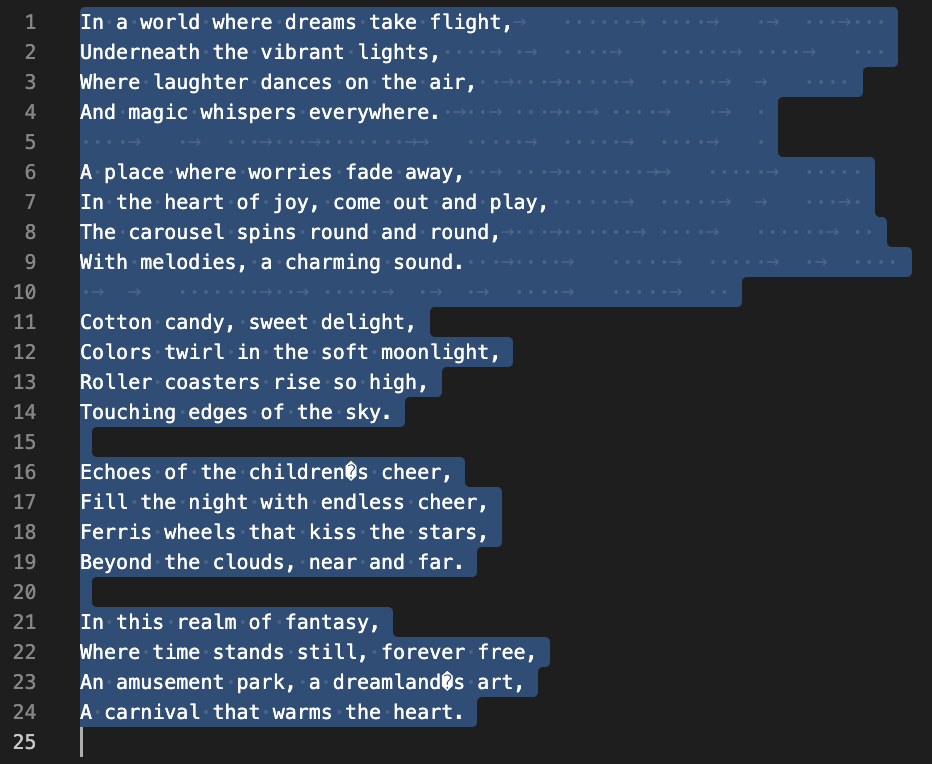 1 In a world where dreams take flight,
2 Underneath the vibrant lights,
3 Where laughter dances on the air,
4 And magic whispers everywhere.
5
6 A place where worries fade away,
7 In the heart of joy, come out and play,
8 The carousel spins round and round,
9 With melodies, a charming sound.
10
11 Cotton candy, sweet delight,
12 Colors twirl in the soft moonlight,
13 Roller coasters rise so high,
14 Touching edges of the sky.
15
16 Echoes of the children�s cheer,
17 Fill the night with endless cheer,
18 Ferris wheels that kiss the stars,
19 Beyond the clouds, near and far.
20
21 In this realm of fantasy,
22 Where time stands still, forever free,
23 An amusement park, a dreamland�s art,
24 A carnival that warms the heart.
25